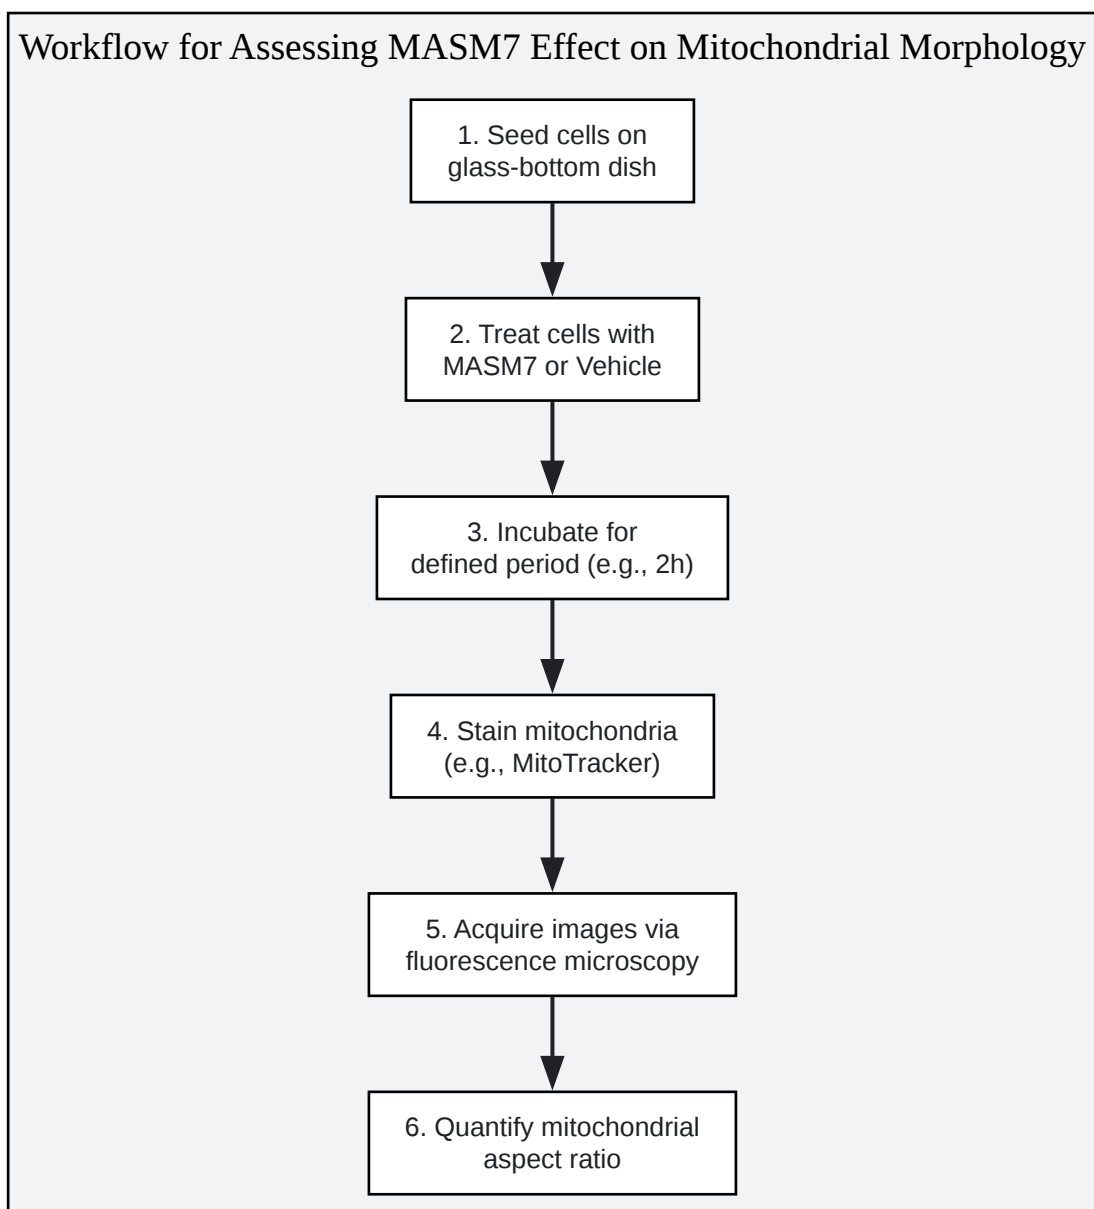 Workflow for Assessing MASM7 Effect on Mitochondrial Morphology
1. Seed cells on
glass-bottom dish
2. Treat cells with
MASM7 or Vehicle
3. Incubate for
defined period (e.g., 2h)
4. Stain mitochondria
(e.g., MitoTracker)
5. Acquire images via
fluorescence microscopy
6. Quantify mitochondrial
aspect ratio